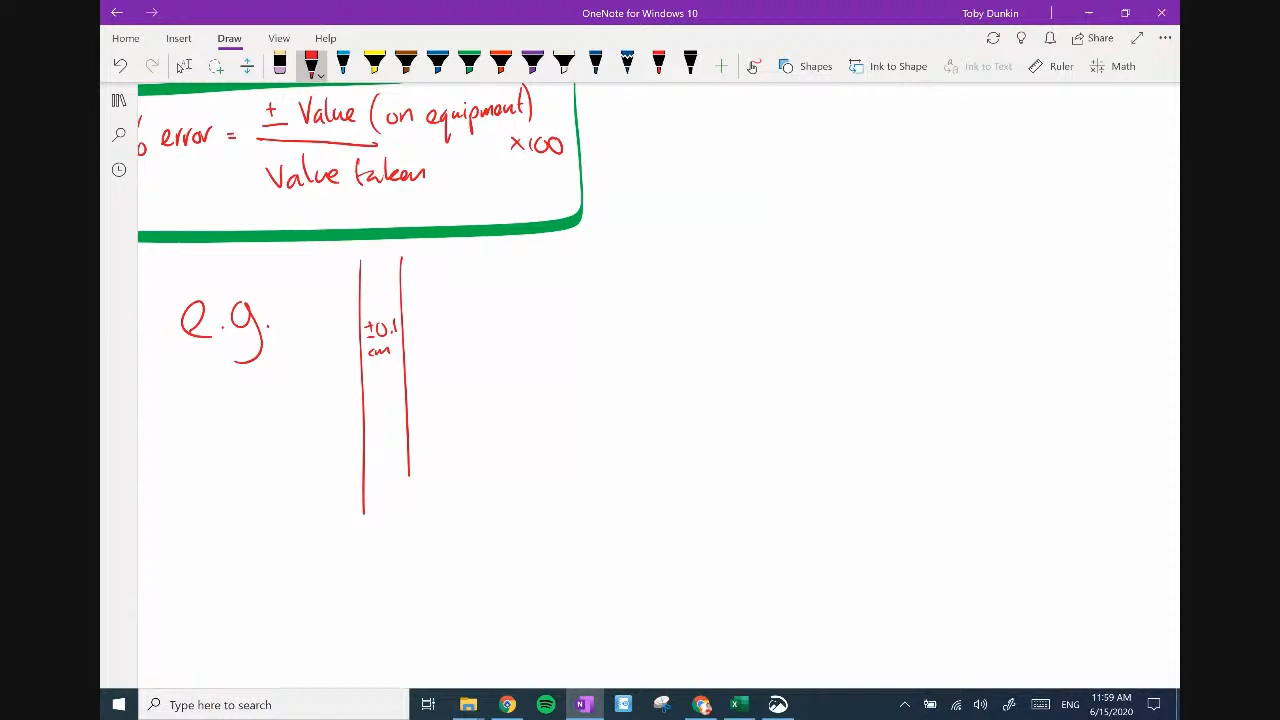 OneNote for Windows 10
Toby Dunkin
Home Insert Draw View Help
Share
Shapes Ink to Shape Ink to Text Ruler Math
% error = ± Value (on equipment)
×100
Value taken
e.g.
±0.1
cm
Type here to search
ENG
11:59 AM
6/15/2020